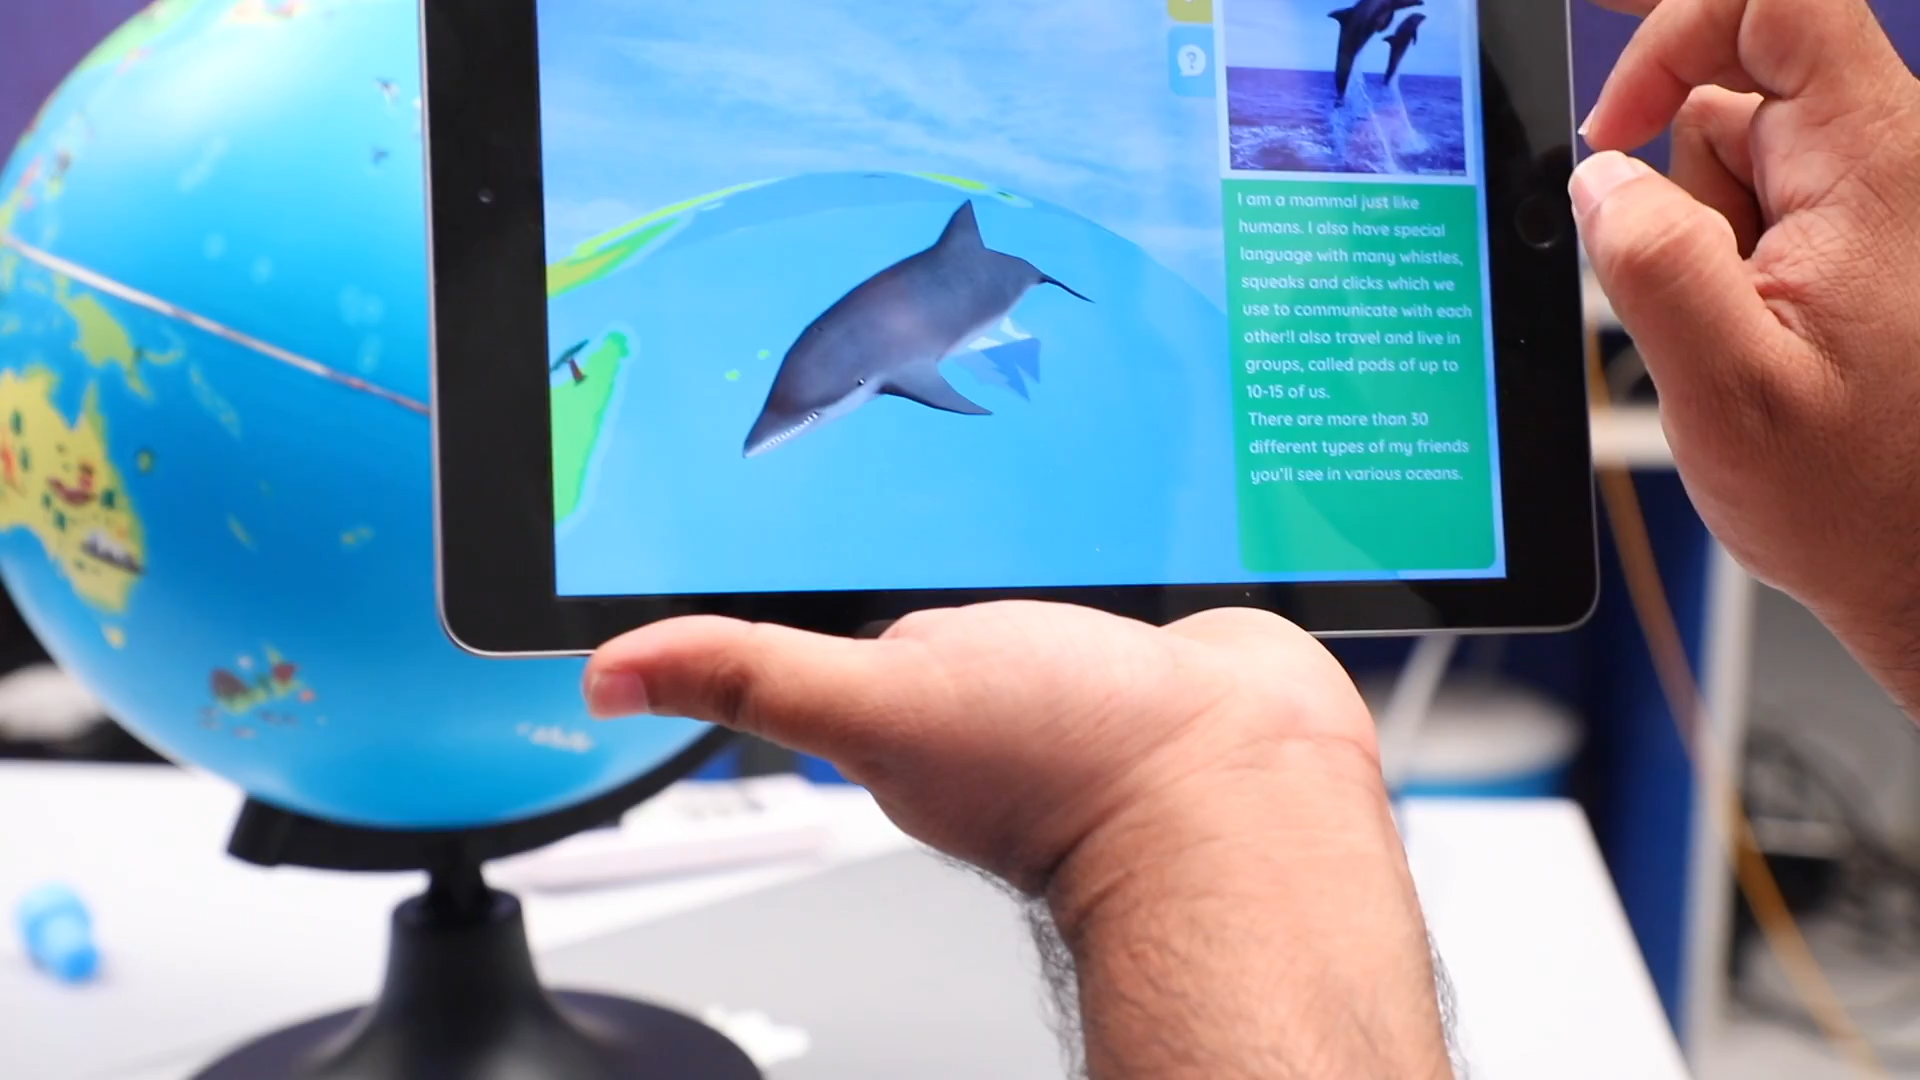 ?
I am a mammal just like
humans. I also have special
language with many whistles,
squeaks and clicks which we
use to communicate with each
other!I also travel and live in
groups, called pods of up to
10-15 of us.
There are more than 30
different types of my friends
you'll see in various oceans.